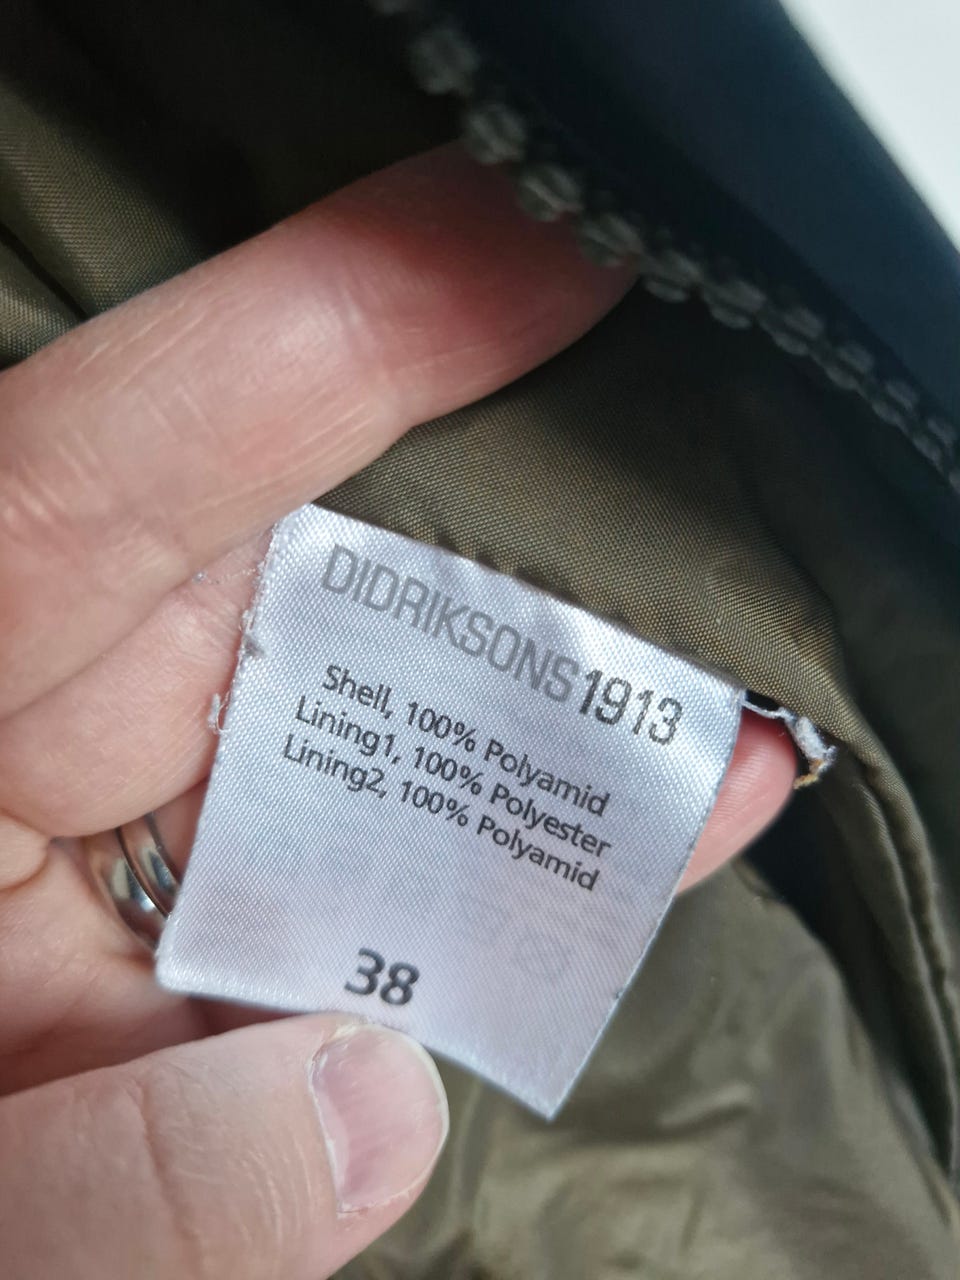 DIDRIKSONS1913
Shell, 100% Polyamid
Lining1, 100% Polyester
Lining2, 100% Polyamid
38